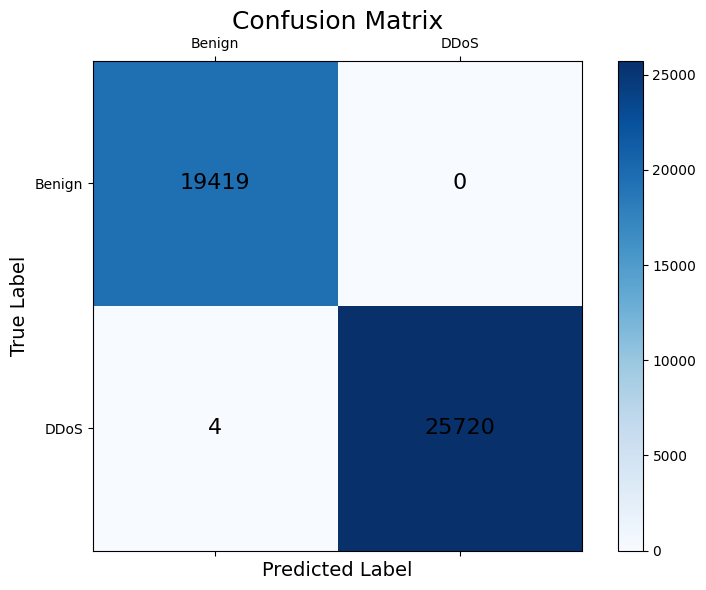 Confusion Matrix
Benign DDoS
Benign 19419 0
DDoS 4 25720
True Label
Predicted Label
25000
20000
15000
10000
5000
0